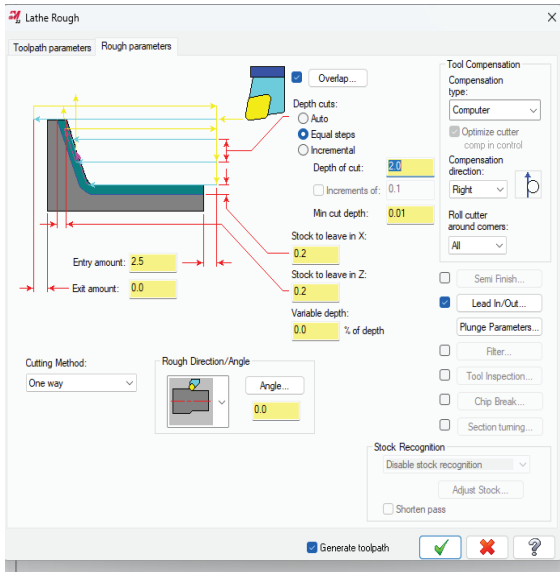 Lathe Rough
Toolpath parameters Rough parameters
Overlap...
Depth cuts:
Auto
Equal steps
Incremental
Depth of cut: 2.0
Increments of: 0.1
Min cut depth: 0.01
Stock to leave in X:
0.2
Stock to leave in Z:
0.2
Variable depth:
0.0 % of depth
Entry amount: 2.5
Exit amount: 0.0
Tool Compensation
Compensation
type:
Computer
Optimize cutter
comp in control
Compensation
direction:
Right
Roll cutter
around corners:
All
Semi Finish...
Lead In/Out...
Plunge Parameters...
Filter...
Tool Inspection...
Chip Break...
Section turning...
Cutting Method:
One way
Rough Direction/Angle
Angle...
0.0
Stock Recognition
Disable stock recognition
Adjust Stock...
Shorten pass
Generate toolpath